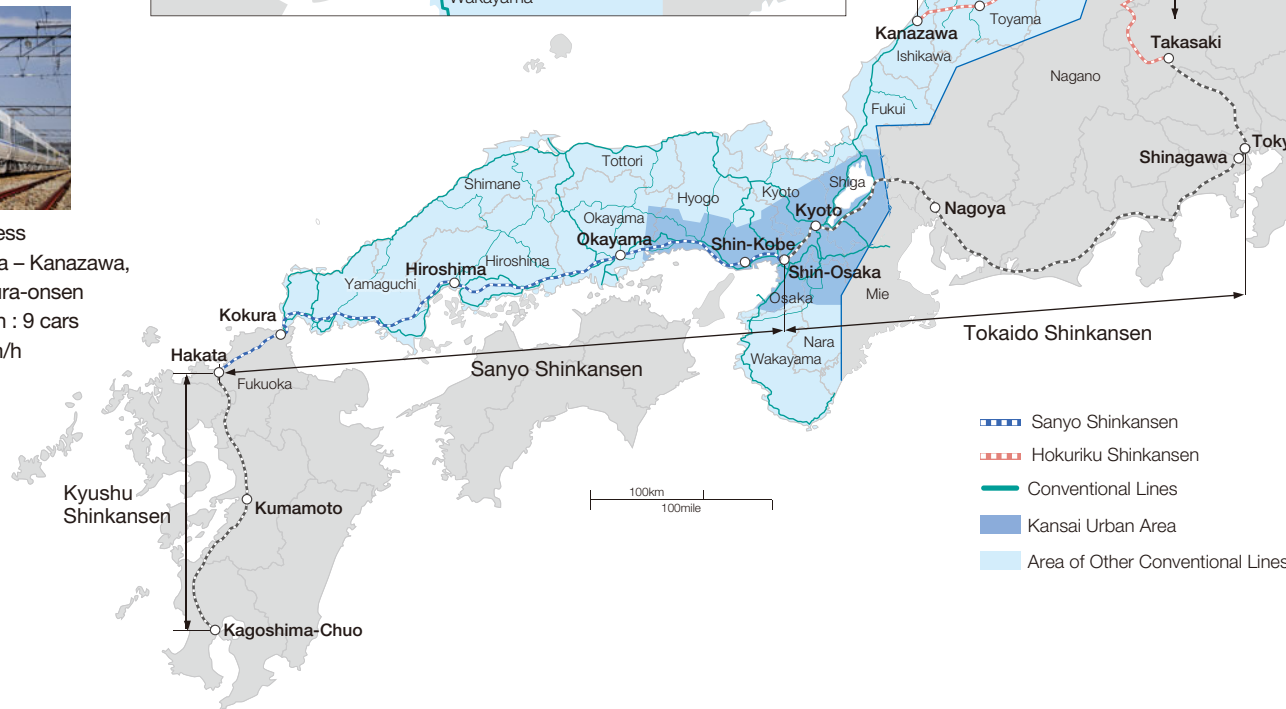 Wakayama
Toyama
Kanazawa
Ishikawa
Takasaki
Nagano
Fukui
Shinagawa
Tottori
Shimane
Hyogo
Kyoto
Shiga
Okayama
Kyoto
Nagoya
Okayama
Shin-Kobe
Hiroshima
Hiroshima
Shin-Osaka
Yamaguchi
Osaka
Mie
a – Kanazawa,
ura-onsen
: 9 cars
Kokura
Tokaido Shinkansen
Nara
Hakata
Wakayama
Sanyo Shinkansen
Fukuoka
Sanyo Shinkansen
Hokuriku Shinkansen
Conventional Lines
Kansai Urban Area
Area of Other Conventional Lines
100km
100mile
Kyushu
Shinkansen
Kumamoto
Kagoshima-Chuo